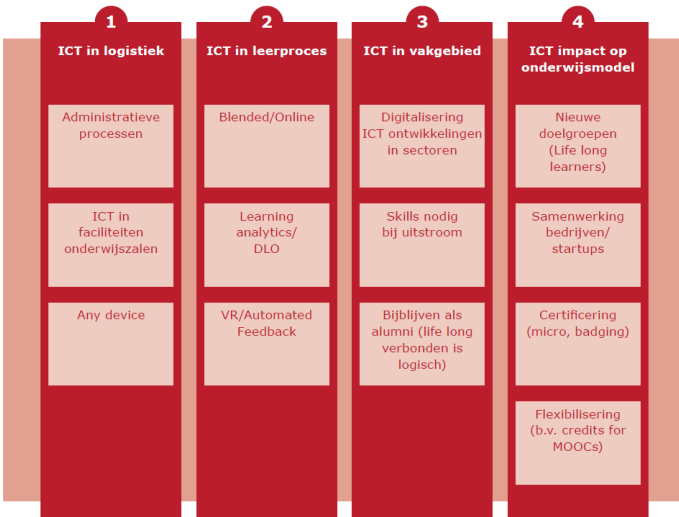 1
ICT in logistiek
Administratieve
processen
ICT in
faciliteiten
onderwijszalen
Any device
2
ICT in leerproces
Blended/Online
Learning
analytics/
DLO
VR/Automated
Feedback
3
ICT in vakgebied
Digitalisering
ICT ontwikkelingen
in sectoren
Skills nodig
bij uitstroom
Bijblijven als
alumni (life long
verbonden is
logisch)
4
ICT impact op
onderwijsmodel
Nieuwe
doelgroepen
(Life long
learners)
Samenwerking
bedrijven/
startups
Certificering
(micro, badging)
Flexibilisering
(b.v. credits for
MOOCs)